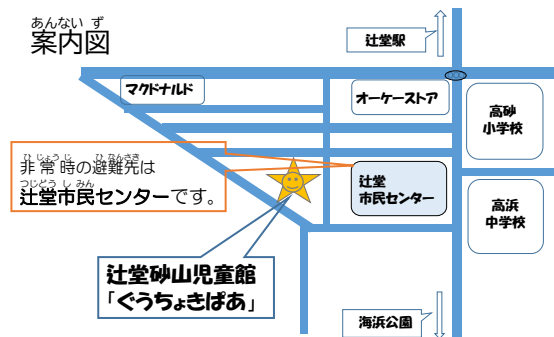 あんない ず
案内図
辻堂駅
マクドナルド
オーケーストア
高砂
小学校
ひ じょう じ ひ なんさき
非常時の避難先は
つじどう し みん
辻堂市民センターです。
辻堂
市民センター
高浜
中学校
辻堂砂山児童館
「ぐうちょきぱあ」
海浜公園